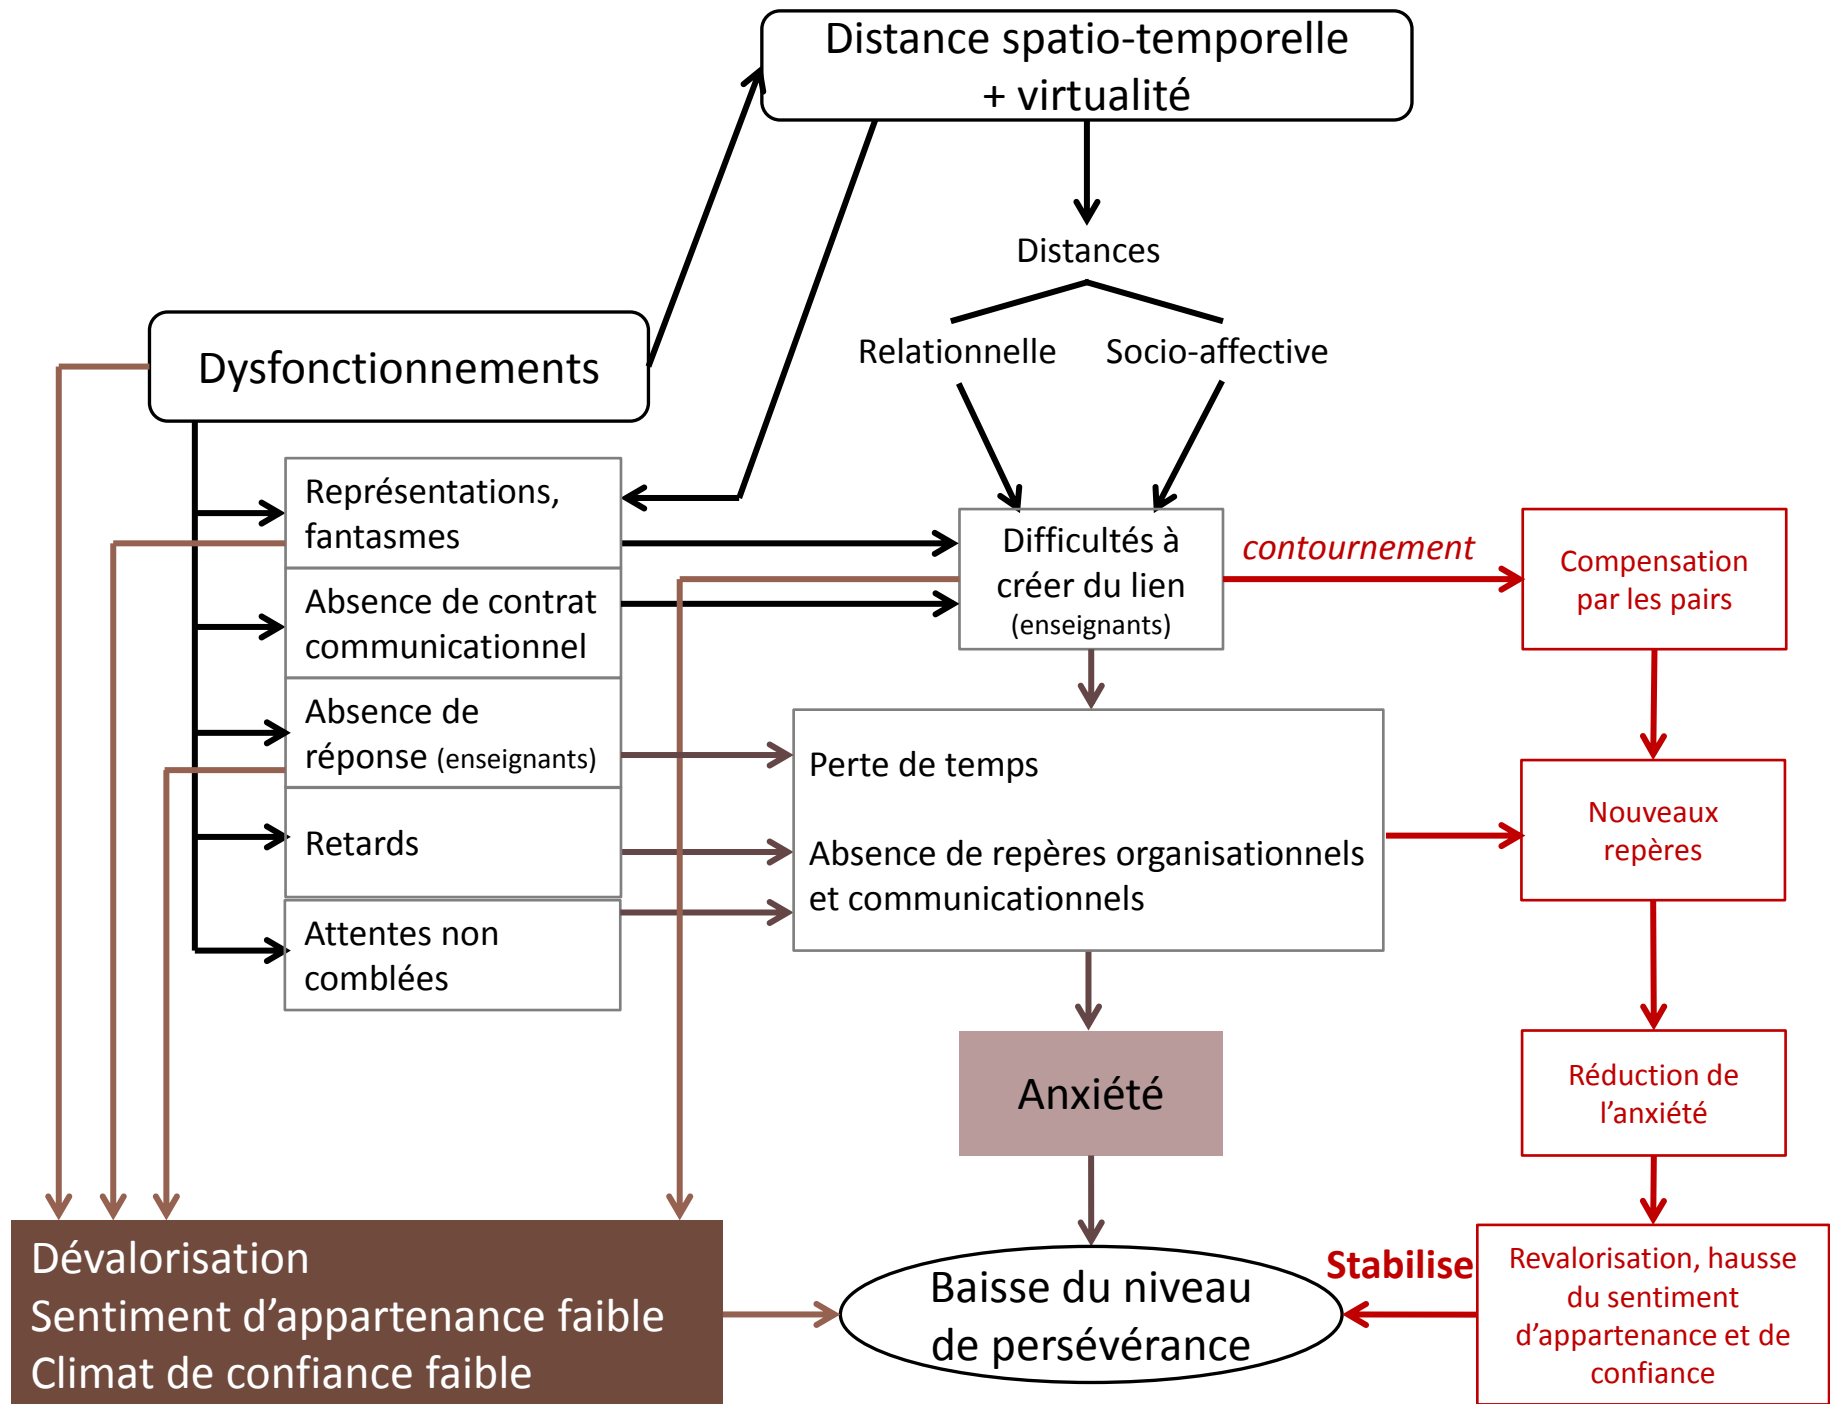 Distance spatio-temporelle
+ virtualité
Distances
Relationnelle
Socio-affective
Dysfonctionnements
Représentations,
fantasmes
Absence de contrat
communicationnel
Absence de
réponse (enseignants)
Retards
Attentes non
comblées
Difficultés à
créer du lien
(enseignants)
contournement
Compensation
par les pairs
Perte de temps
Absence de repères organisationnels
et communicationnels
Nouveaux
repères
Anxiété
Réduction de
l’anxiété
Dévalorisation
Sentiment d’appartenance faible
Climat de confiance faible
Baisse du niveau
de persévérance
Stabilise
Revalorisation, hausse
du sentiment
d’appartenance et de
confiance